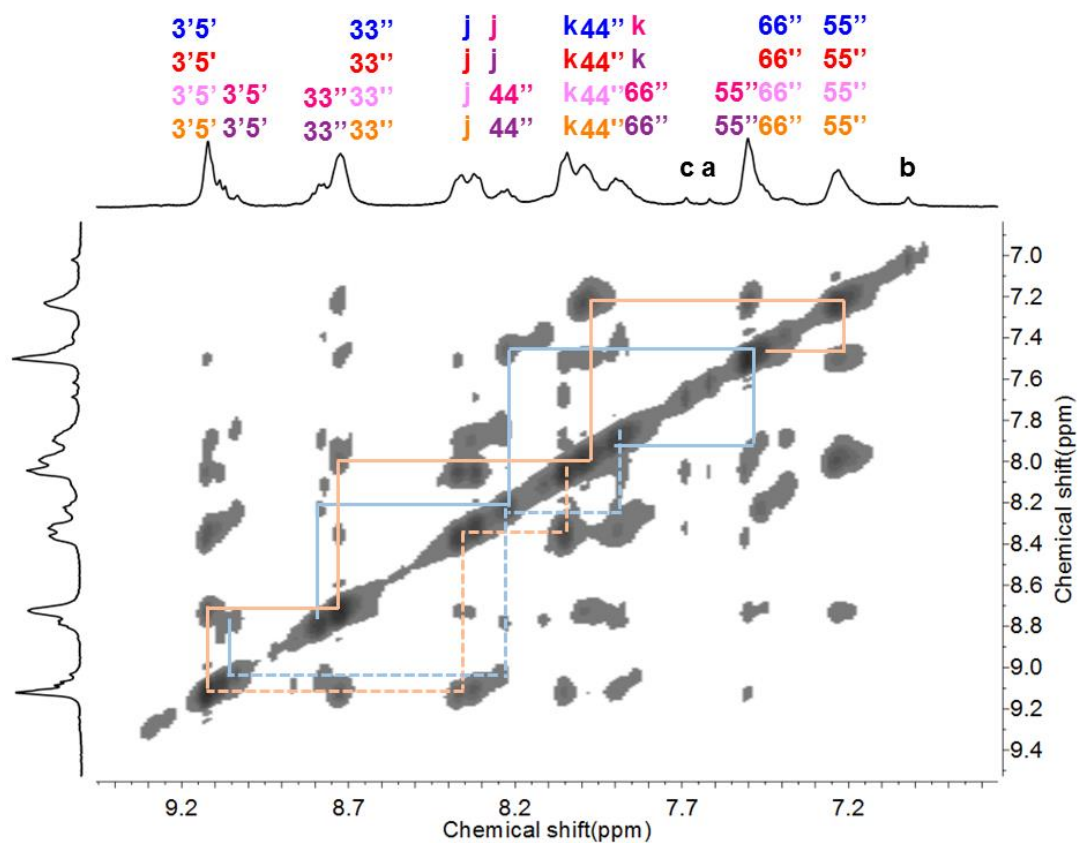 3'5' 33'' j j k 44'' k 66'' 55''
3'5' 33'' j j k 44'' k 66'' 55''
3'5' 3'5' 33'' 33'' j 44'' k 44'' 66'' 55'' 66'' 55''
3'5' 3'5' 33'' 33'' j 44'' k 44'' 66'' 55'' 66'' 55''
c a b
7.0
7.2
7.4
7.6
7.8
8.0
8.2
8.4
8.6
8.8
9.0
9.2
9.4
Chemical shift(ppm)
9.2 8.7 8.2 7.7 7.2
Chemical shift(ppm)